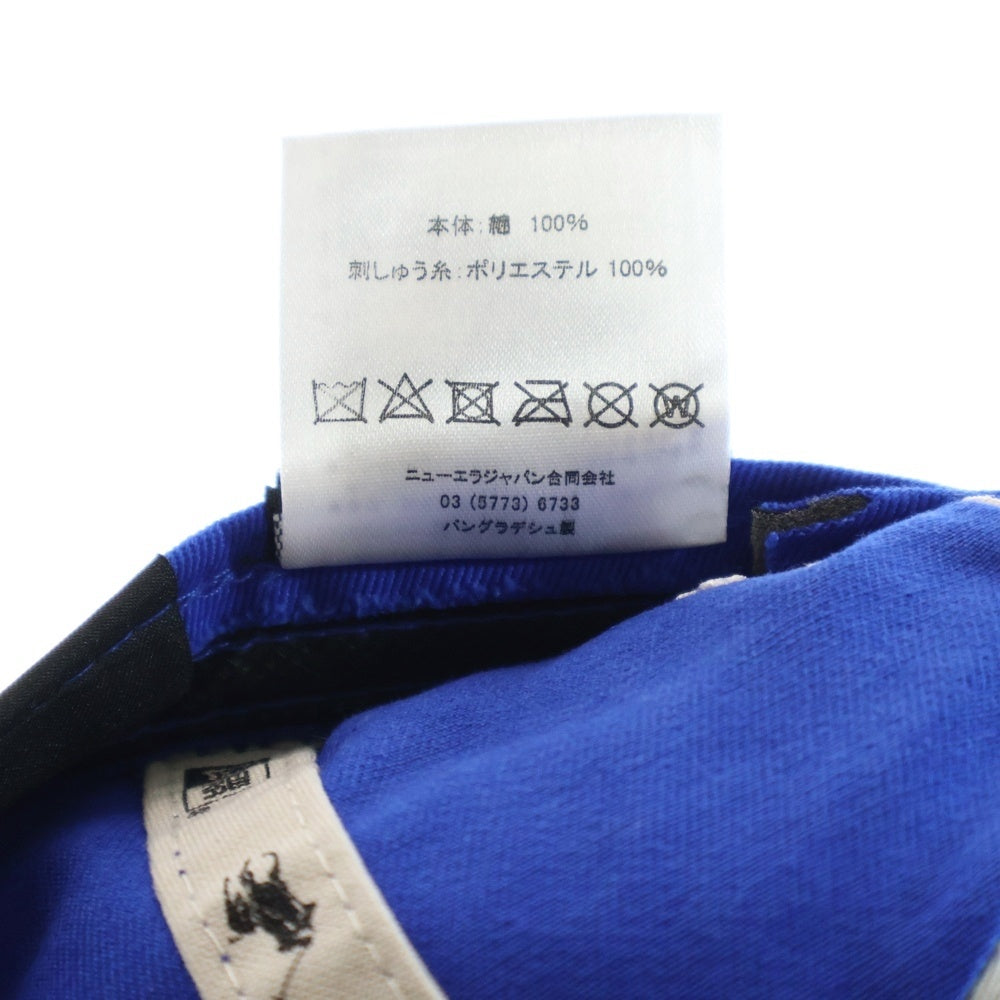 本体:綿 100%
刺しゅう糸:ポリエステル 100%
W
ニューエラジャパン合同会社
03 (5773) 6733
バングラデシュ製